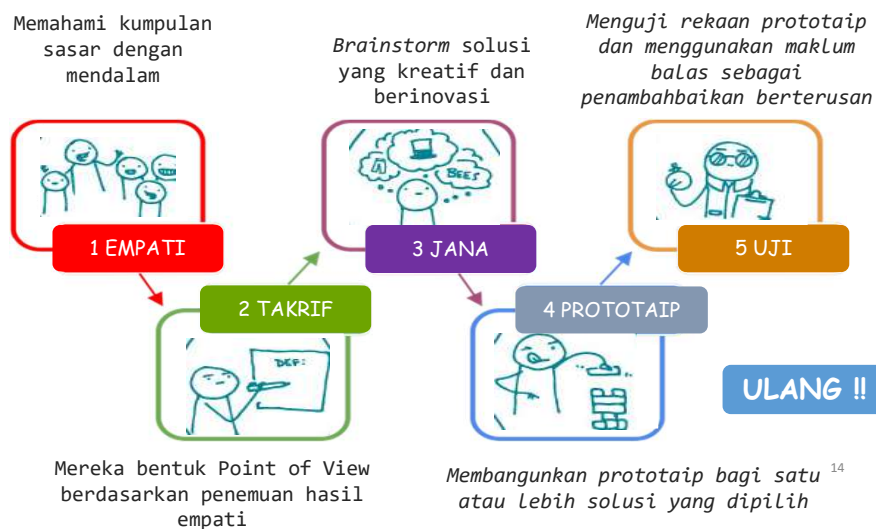 Memahami kumpulan
sasar dengan
mendalam
1 EMPATI
2 TAKRIF
DEF:
Mereka bentuk Point of View
berdasarkan penemuan hasil
empati
Brainstorm solusi
yang kreatif dan
berinovasi
BEES
3 JANA
4 PROTOTAIP
Membangunkan prototaip bagi satu
atau lebih solusi yang dipilih
Menguji rekaan prototaip
dan menggunakan maklum
balas sebagai
penambahbaikan berterusan
5 UJI
ULANG !!
14